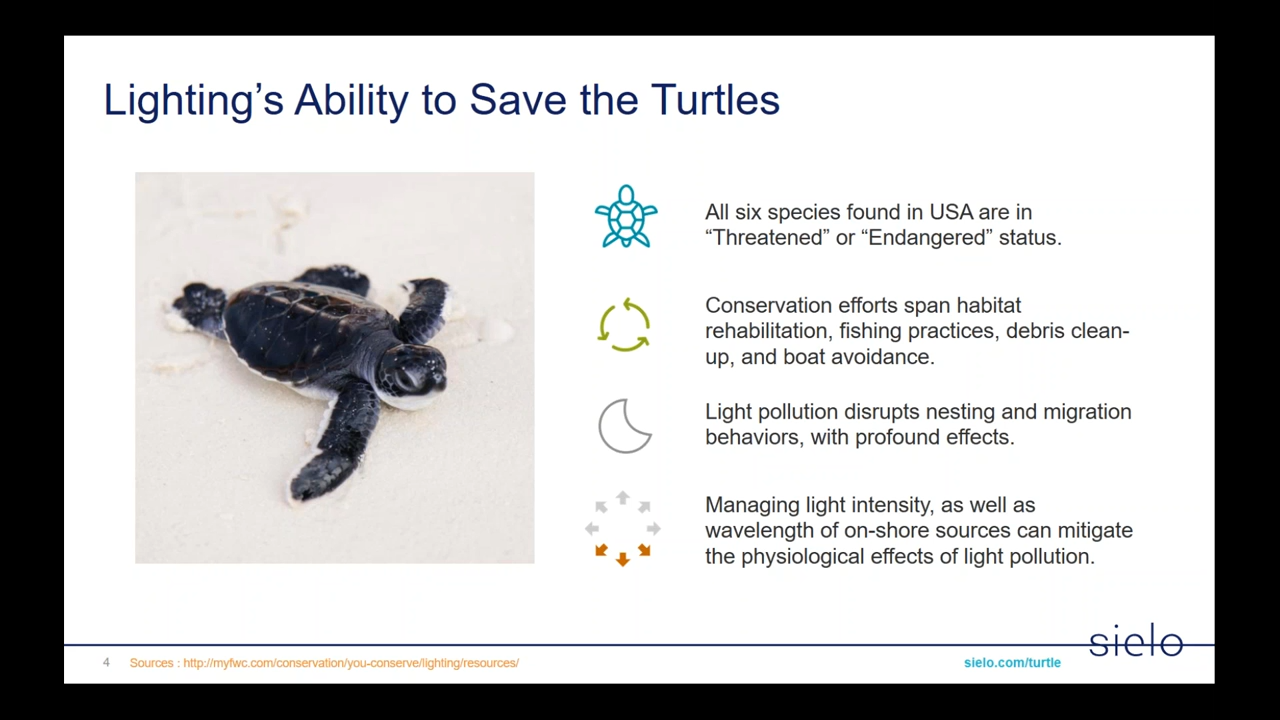 Lighting’s Ability to Save the Turtles
All six species found in USA are in
“Threatened” or “Endangered” status.
Conservation efforts span habitat
rehabilitation, fishing practices, debris clean-
up, and boat avoidance.
Light pollution disrupts nesting and migration
behaviors, with profound effects.
Managing light intensity, as well as
wavelength of on-shore sources can mitigate
the physiological effects of light pollution.
sielo
4 Sources : http://myfwc.com/conservation/you-conserve/lighting/resources/
sielo.com/turtle